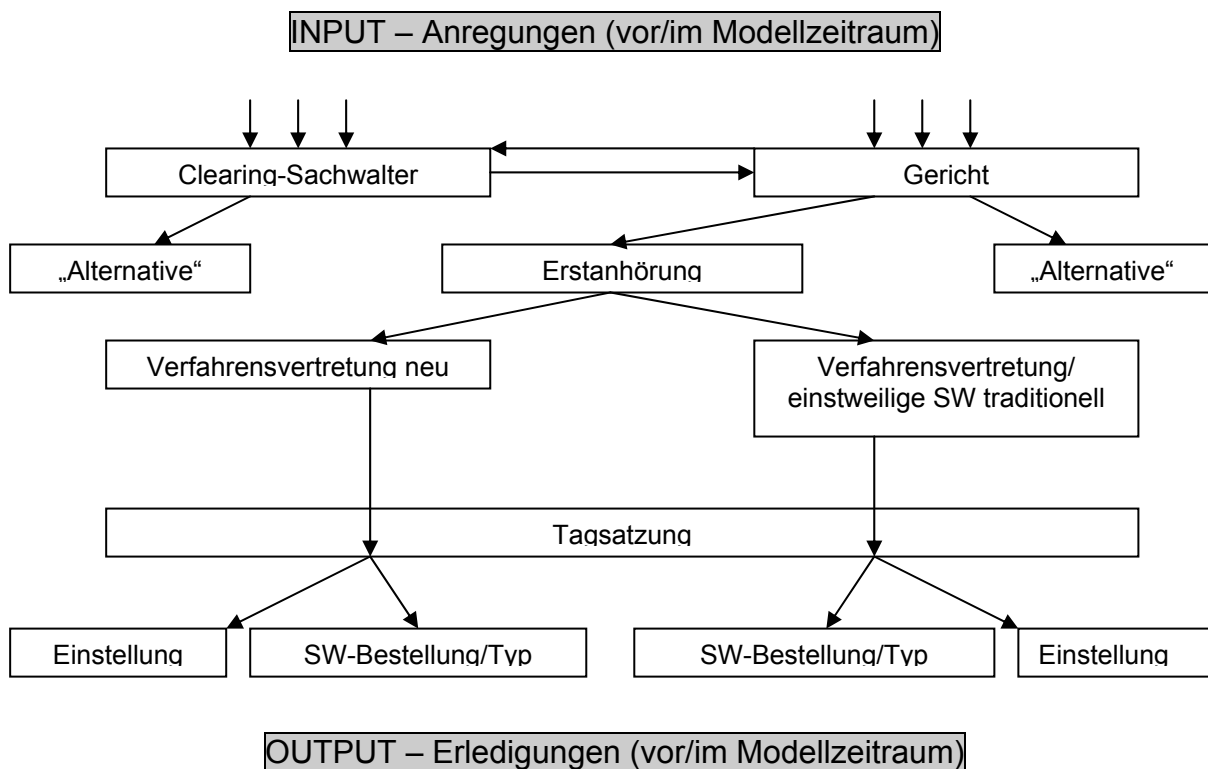 INPUT – Anregungen (vor/im Modellzeitraum)
Clearing-Sachwalter
Gericht
„Alternative“
Erstanhörung
„Alternative“
Verfahrensvertretung neu
Verfahrensvertretung/
einstweilige SW traditionell
Tagsatzung
Einstellung
SW-Bestellung/Typ
SW-Bestellung/Typ
Einstellung
OUTPUT – Erledigungen (vor/im Modellzeitraum)